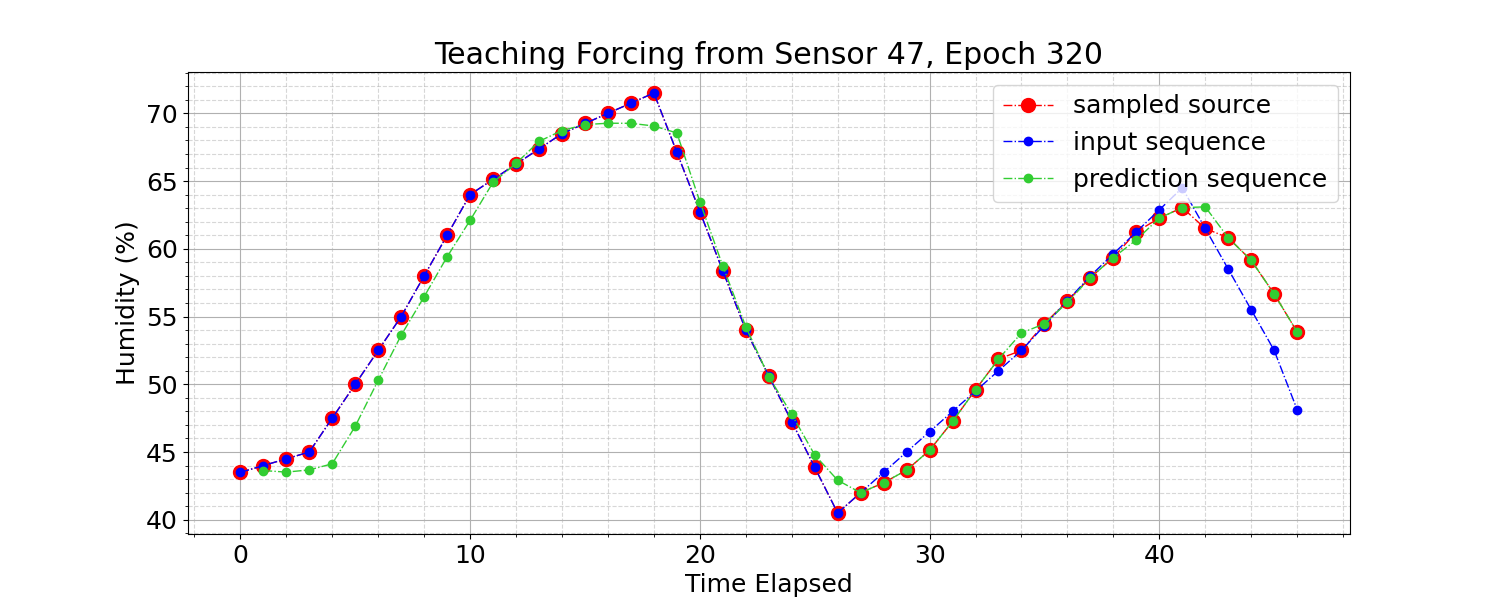 Teaching Forcing from Sensor 47, Epoch 320
sampled source
input sequence
prediction sequence
Humidity (%)
70
65
60
55
50
45
40
0 10 20 30 40
Time Elapsed